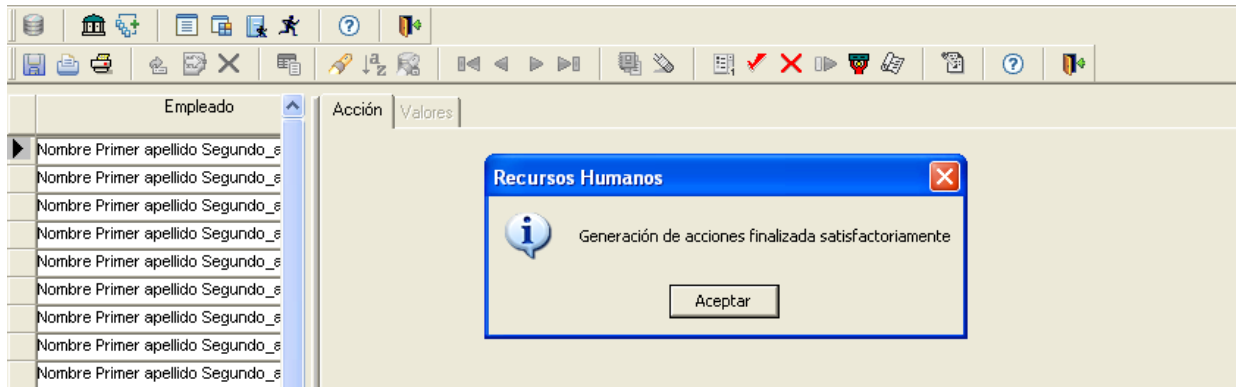 Empleado
Acción
Valores
Nombre Primer apellido Segundo_a
Nombre Primer apellido Segundo_a
Nombre Primer apellido Segundo_a
Nombre Primer apellido Segundo_a
Nombre Primer apellido Segundo_a
Nombre Primer apellido Segundo_a
Nombre Primer apellido Segundo_a
Nombre Primer apellido Segundo_a
Nombre Primer apellido Segundo_a
Recursos Humanos
Generación de acciones finalizada satisfactoriamente
Aceptar